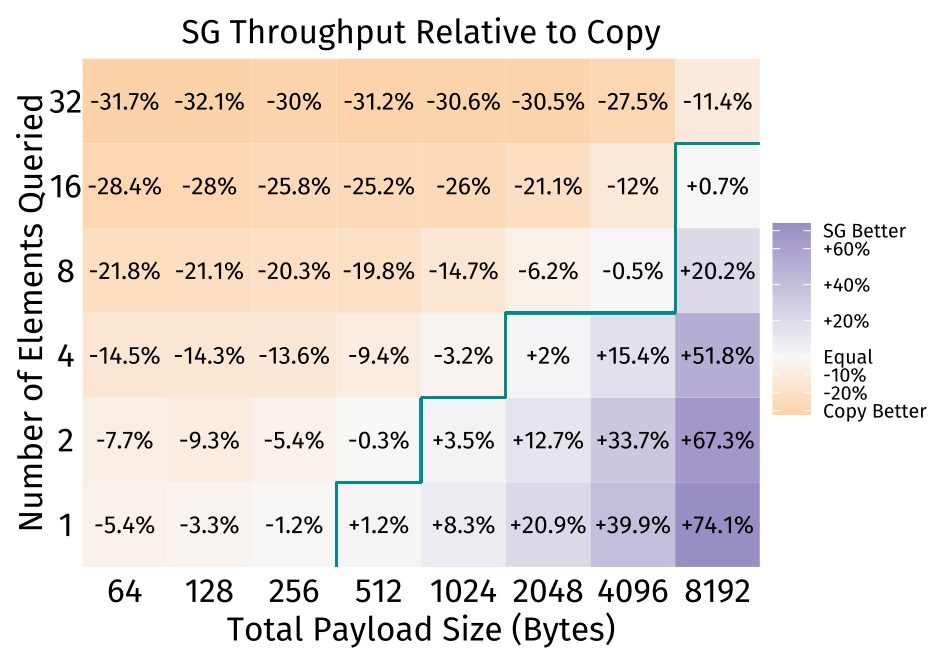 SG Throughput Relative to Copy
Number of Elements Queried
32 -31.7% -32.1% -30% -31.2% -30.6% -30.5% -27.5% -11.4%
16 -28.4% -28% -25.8% -25.2% -26% -21.1% -12% +0.7%
8 -21.8% -21.1% -20.3% -19.8% -14.7% -6.2% -0.5% +20.2%
4 -14.5% -14.3% -13.6% -9.4% -3.2% +2% +15.4% +51.8%
2 -7.7% -9.3% -5.4% -0.3% +3.5% +12.7% +33.7% +67.3%
1 -5.4% -3.3% -1.2% +1.2% +8.3% +20.9% +39.9% +74.1%
64 128 256 512 1024 2048 4096 8192
Total Payload Size (Bytes)
SG Better
+60%
+40%
+20%
Equal
-10%
-20%
Copy Better